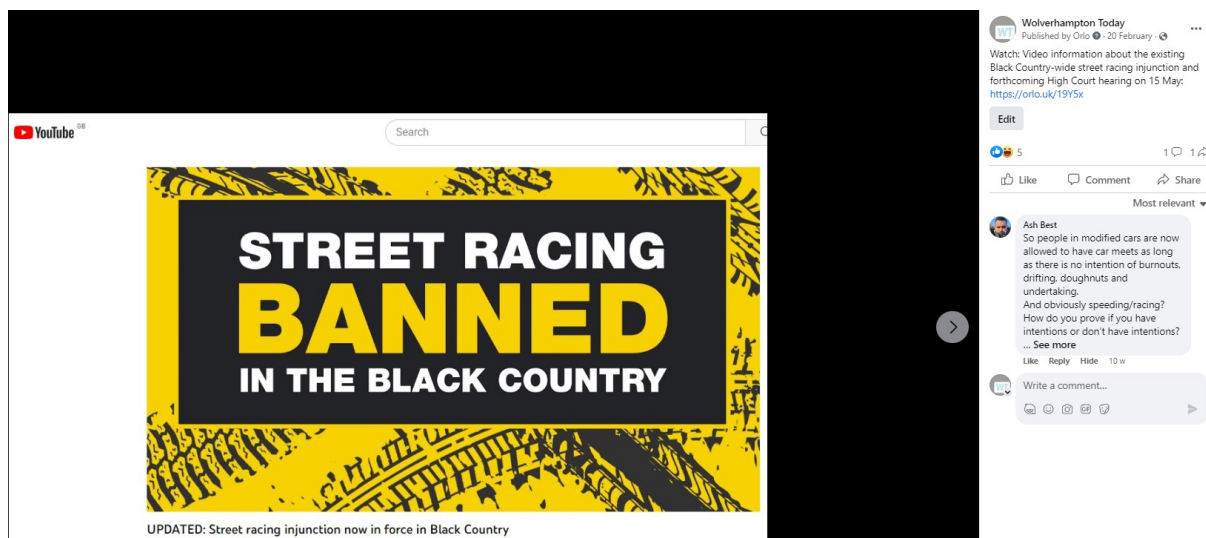 YouTube GB
Search
STREET RACING
BANNED
IN THE BLACK COUNTRY
UPDATED: Street racing injunction now in force in Black Country
WT
Wolverhampton Today
Published by Orlo · 20 February ·
Watch: Video information about the existing
Black Country-wide street racing injunction and
forthcoming High Court hearing on 15 May:
https://orlo.uk/19Y5x
Edit
5
1 1
Like Comment Share
Most relevant
Ash Best
So people in modified cars are now
allowed to have car meets as long
as there is no intention of burnouts,
drifting, doughnuts and
undertaking.
And obviously speeding/racing?
How do you prove if you have
intentions or don't have intentions?
... See more
Like Reply Hide 10 w
WT
Write a comment...
GIF